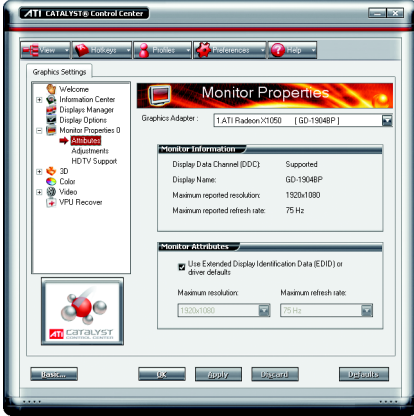 ATI CATALYST® Control Center
View
Hotkeys
Profiles
Preferences
Help
Graphics Settings
Welcome
Information Center
Displays Manager
Display Options
Monitor Properties 0
Attributes
Adjustments
HDTV Support
3D
Color
Video
VPU Recover
Monitor Properties
Graphics Adapter :
1.ATI Radeon X1050 [ GD-1904BP ]
Monitor Information
Display Data Channel (DDC): Supported
Display Name: GD-1904BP
Maximum reported resolution: 1920x1080
Maximum reported refresh rate: 75 Hz
Monitor Attributes
Use Extended Display Identification Data (EDID) or
driver defaults
Maximum resolution: Maximum refresh rate:
1920x1080 75 Hz
ATI CATALYST
CONTROL CENTER
Basic...
OK
Apply
Discard
Defaults